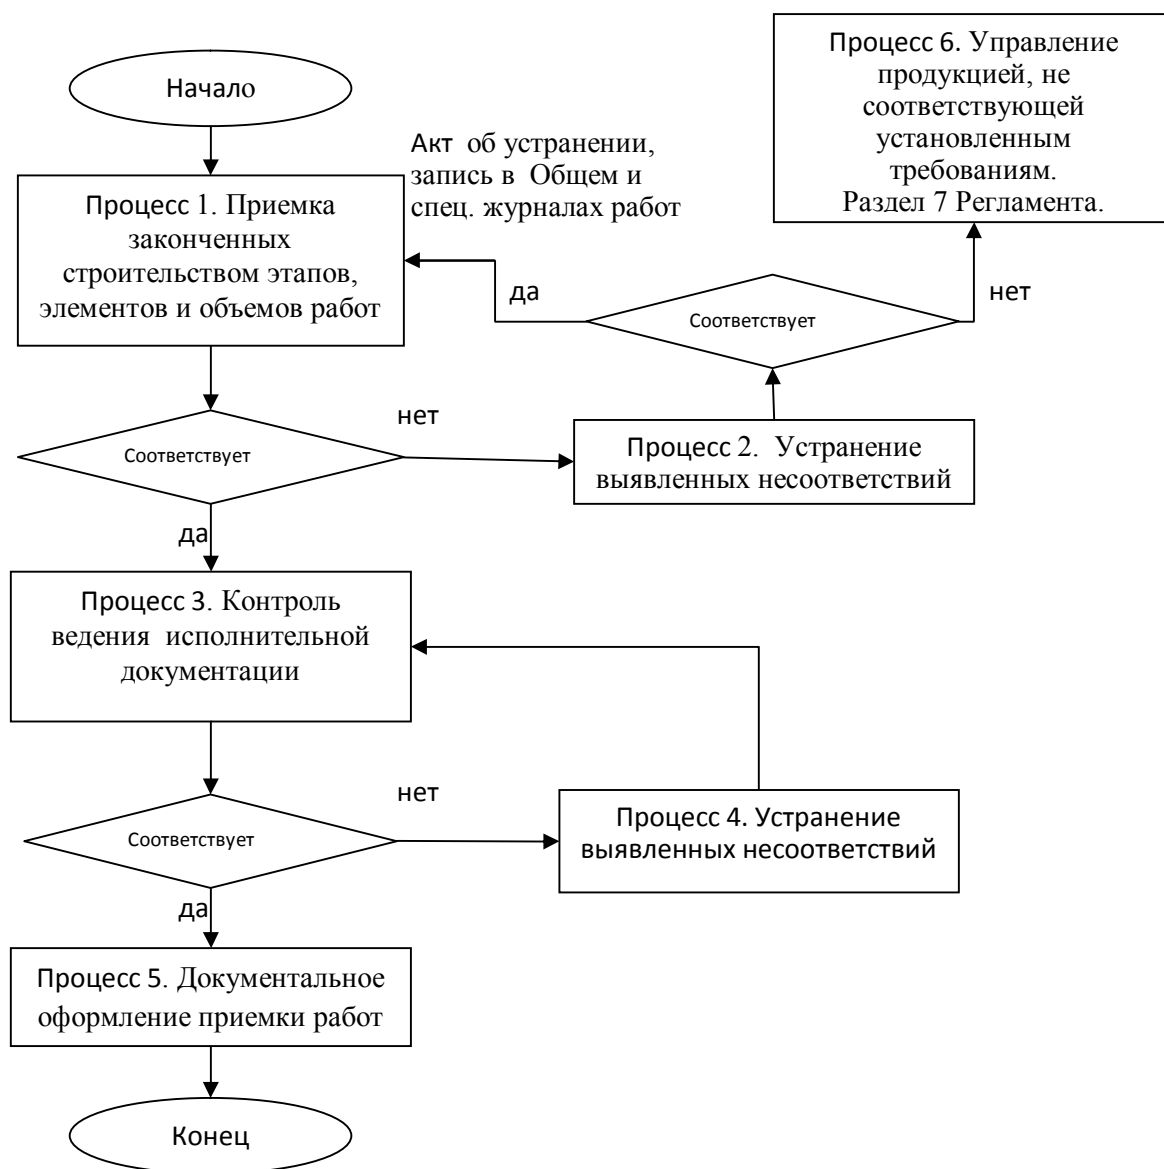 Начало
Процесс 6. Управление
продукцией, не
соответствующей
установленным
требованиям.
Раздел 7 Регламента.
Акт об устранении,
запись в Общем и
спец. журналах работ
Процесс 1. Приемка
законченных
строительством этапов,
элементов и объемов работ
да
Соответствует
нет
Соответствует
нет
Процесс 2. Устранение
выявленных несоответствий
да
Процесс 3. Контроль
ведения исполнительной
документации
Соответствует
нет
Процесс 4. Устранение
выявленных несоответствий
да
Процесс 5. Документальное
оформление приемки работ
Конец